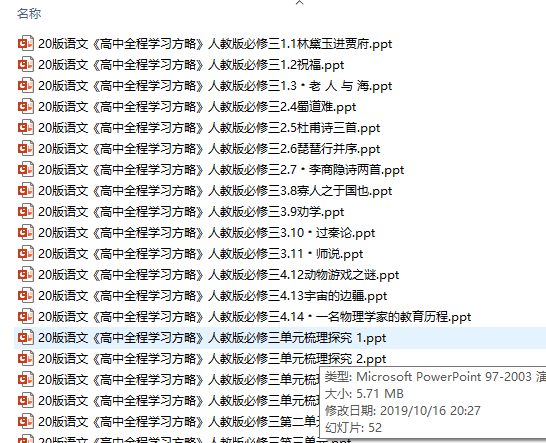 名称
20版语文《高中全程学习方略》人教版必修三1.1林黛玉进贾府.ppt
20版语文《高中全程学习方略》人教版必修三1.2祝福.ppt
20版语文《高中全程学习方略》人教版必修三1.3•老 人 与 海.ppt
20版语文《高中全程学习方略》人教版必修三2.4蜀道难.ppt
20版语文《高中全程学习方略》人教版必修三2.5杜甫诗三首.ppt
20版语文《高中全程学习方略》人教版必修三2.6琵琶行并序.ppt
20版语文《高中全程学习方略》人教版必修三2.7•李商隐诗两首.ppt
20版语文《高中全程学习方略》人教版必修三3.8寡人之于国也.ppt
20版语文《高中全程学习方略》人教版必修三3.9劝学.ppt
20版语文《高中全程学习方略》人教版必修三3.10•过秦论.ppt
20版语文《高中全程学习方略》人教版必修三3.11•师说.ppt
20版语文《高中全程学习方略》人教版必修三4.12动物游戏之谜.ppt
20版语文《高中全程学习方略》人教版必修三4.13宇宙的边疆.ppt
20版语文《高中全程学习方略》人教版必修三4.14•一名物理学家的教育历程.ppt
20版语文《高中全程学习方略》人教版必修三单元梳理探究 1.ppt
20版语文《高中全程学习方略》人教版必修三单元梳理探究 2.ppt
20版语文《高中全程学习方略》人教版必修三单元
类型: Microsoft PowerPoint 97-2003 演
20版语文《高中全程学习方略》人教版必修三单元
大小: 5.71 MB
修改日期: 2019/10/16 20:27
20版语文《高中全程学习方略》人教版必修三第二单
幻灯片: 52
20版语文《高中全程学习方略》人教版必修三第三单元.ppt